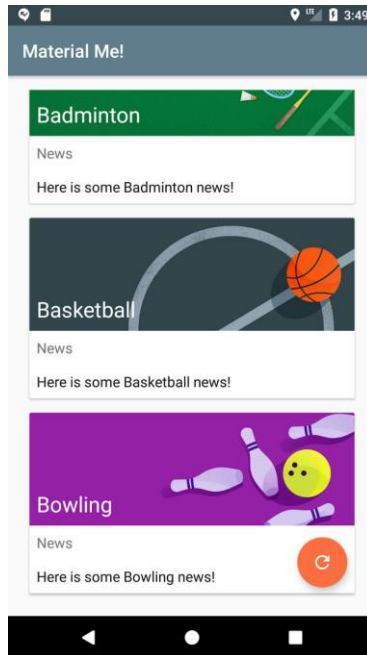 LTE
3:49
Material Me!
Badminton
News
Here is some Badminton news!
Basketball
News
Here is some Basketball news!
Bowling
News
Here is some Bowling news!